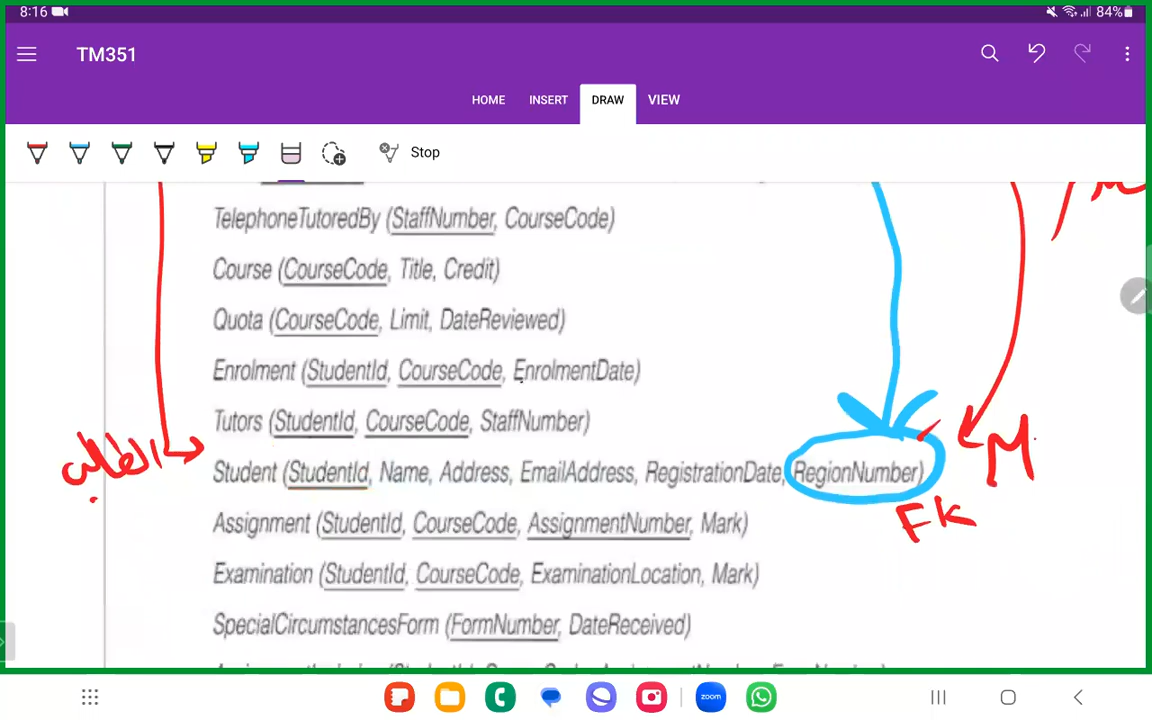 8:16 84%
TM351
HOME INSERT DRAW VIEW
Stop
TelephoneTutoredBy (StaffNumber, CourseCode)
Course (CourseCode, Title, Credit)
Quota (CourseCode, Limit, DateReviewed)
Enrolment (StudentId, CourseCode, EnrolmentDate)
Tutors (StudentId, CourseCode, StaffNumber)
الطالب
Student (StudentId, Name, Address, EmailAddress, RegistrationDate, RegionNumber)
M
FK
Assignment (StudentId, CourseCode, AssignmentNumber, Mark)
Examination (StudentId, CourseCode, ExaminationLocation, Mark)
SpecialCircumstancesForm (FormNumber, DateReceived)
zoom